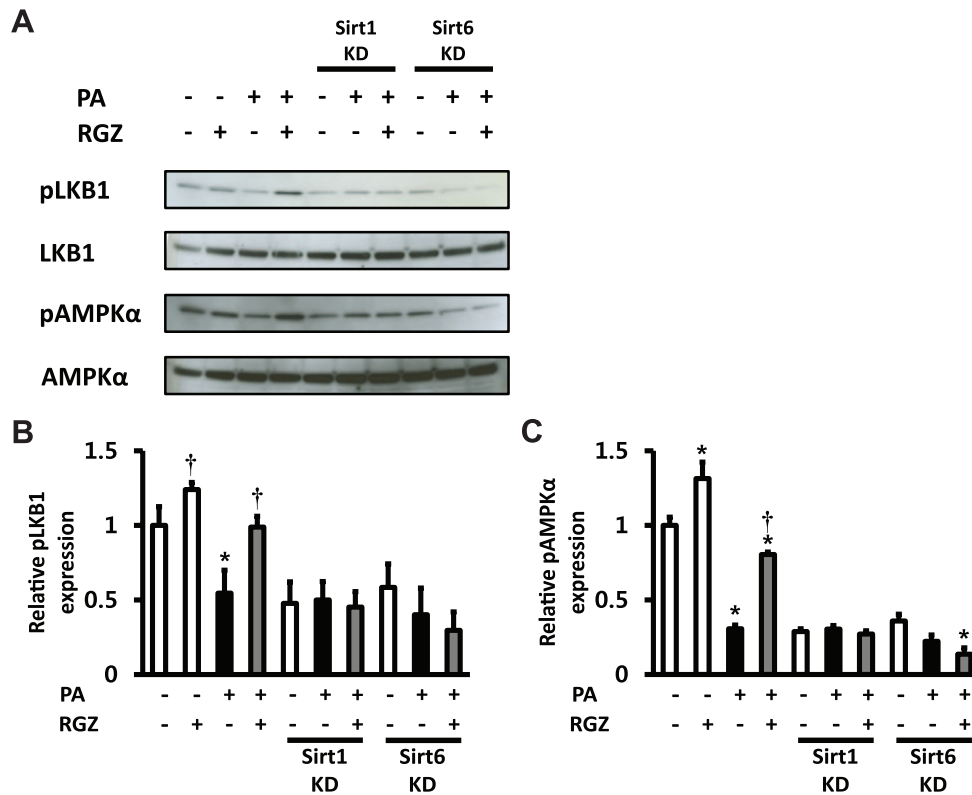 A
Sirt1 KD Sirt6 KD
PA - - + + - + + - + +
RGZ - + - + - - + - - +
pLKB1
LKB1
pAMPKα
AMPKα
B
Relative pLKB1 expression
1.5
1
0.5
0
† * †
PA - - + + - + + - + +
RGZ - + - + - - + - - +
Sirt1 KD Sirt6 KD
C
Relative pAMPKα expression
1.5
1
0.5
0
* * † * *
PA - - + + - + + - + +
RGZ - + - + - - + - - +
Sirt1 KD Sirt6 KD